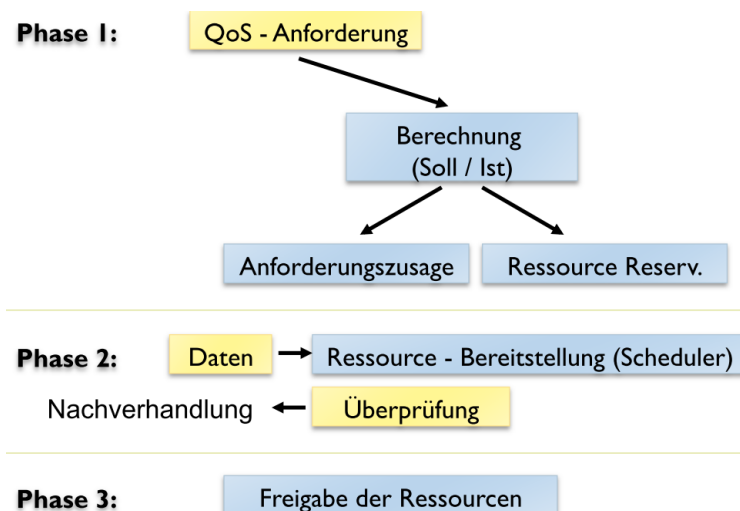 Phase 1:
QoS - Anforderung
Berechnung
(Soll / Ist)
Anforderungszusage
Ressource Reserv.
Phase 2:
Daten
Ressource - Bereitstellung (Scheduler)
Nachverhandlung
Überprüfung
Phase 3:
Freigabe der Ressourcen